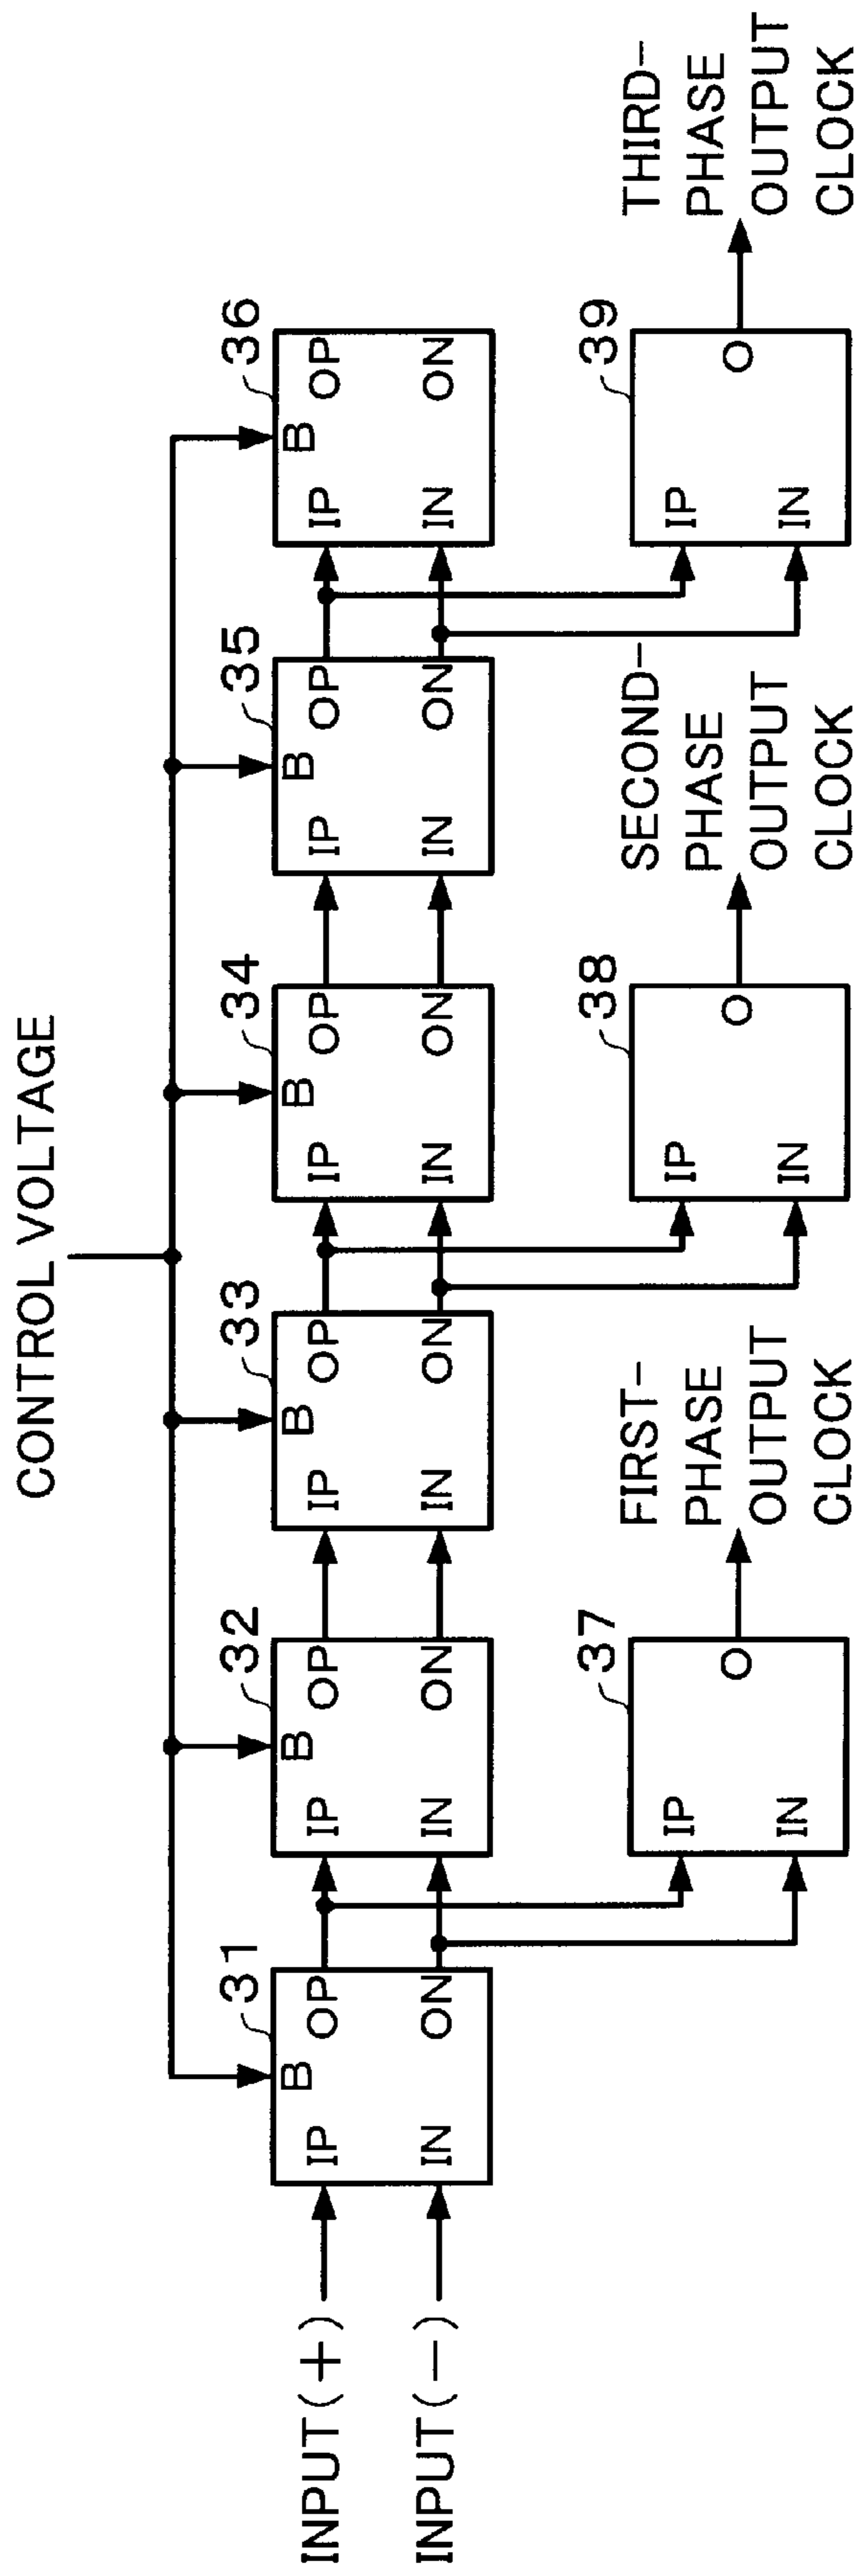 CONTROL VOLTAGE
INPUT(+)
INPUT(−)
31
B
IP
OP
IN
ON
32
B
IP
OP
IN
ON
33
B
IP
OP
IN
ON
34
B
IP
OP
IN
ON
35
B
IP
OP
IN
ON
36
B
IP
OP
IN
ON
37
IP
IN
O
FIRST-
PHASE
OUTPUT
CLOCK
38
IP
IN
O
SECOND-
PHASE
OUTPUT
CLOCK
39
IP
IN
O
THIRD-
PHASE
OUTPUT
CLOCK